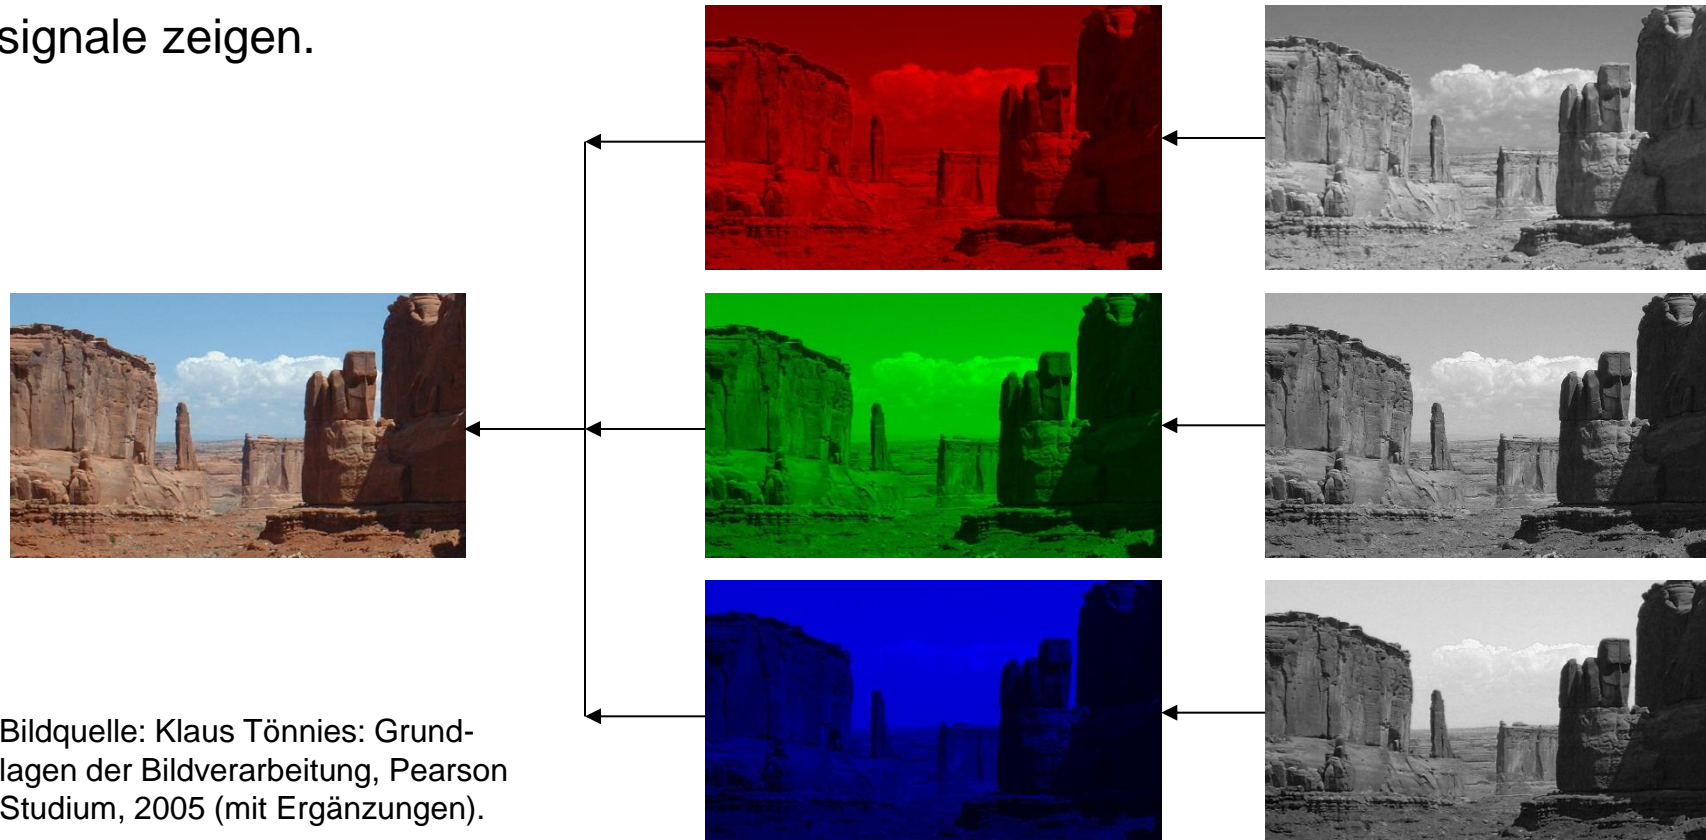 signale zeigen.
Bildquelle: Klaus Tönnies: Grund-
lagen der Bildverarbeitung, Pearson
Studium, 2005 (mit Ergänzungen).